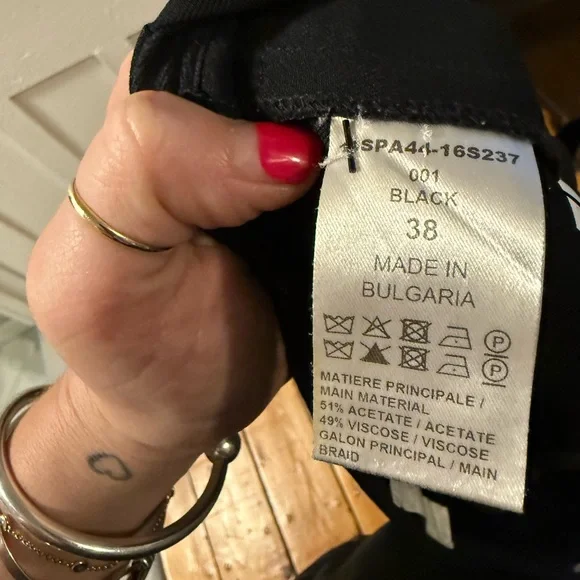 SPA44-16S237
001
BLACK
38
MADE IN
BULGARIA
P
P
MATIERE PRINCIPALE /
MAIN MATERIAL
51% ACETATE / ACETATE
49% VISCOSE / VISCOSE
GALON PRINCIPAL / MAIN
BRAID